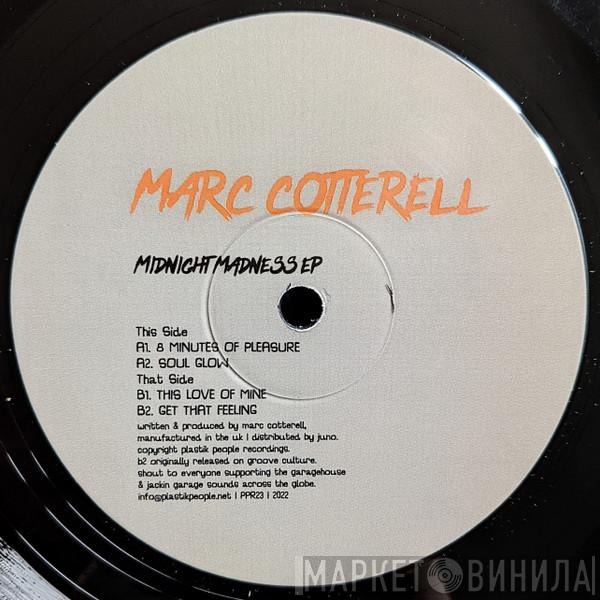 MARC COTTERELL
MIDNIGHT MADNESS EP
This Side
A1. 8 MINUTES OF PLEASURE
A2. SOUL GLOW
That Side
B1. THIS LOVE OF MINE
B2. GET THAT FEELING
written & produced by marc cotterell,
manufactured in the uk | distributed by juno.
copyright plastik people recordings.
b2 originally released on groove culture.
shout to everyone supporting the garagehouse
& jackin garage sounds across the globe.
info@plastikpeople.net | PPR23 | 2022
МАРКЕТ ВИНИЛА